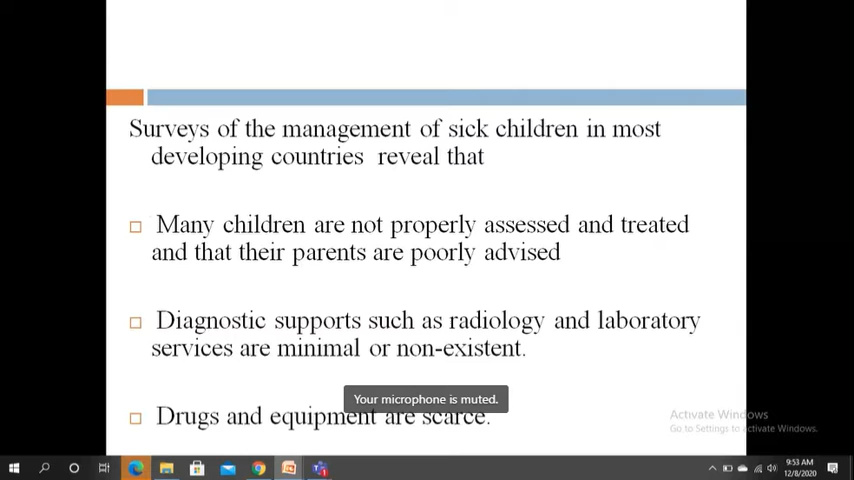 Surveys of the management of sick children in most
developing countries reveal that
Many children are not properly assessed and treated
and that their parents are poorly advised
Diagnostic supports such as radiology and laboratory
services are minimal or non-existent.
Your microphone is muted.
Drugs and equipment are scarce.
Activate Windows
Go to Settings to activate Windows.
9:53 AM
12/8/2020